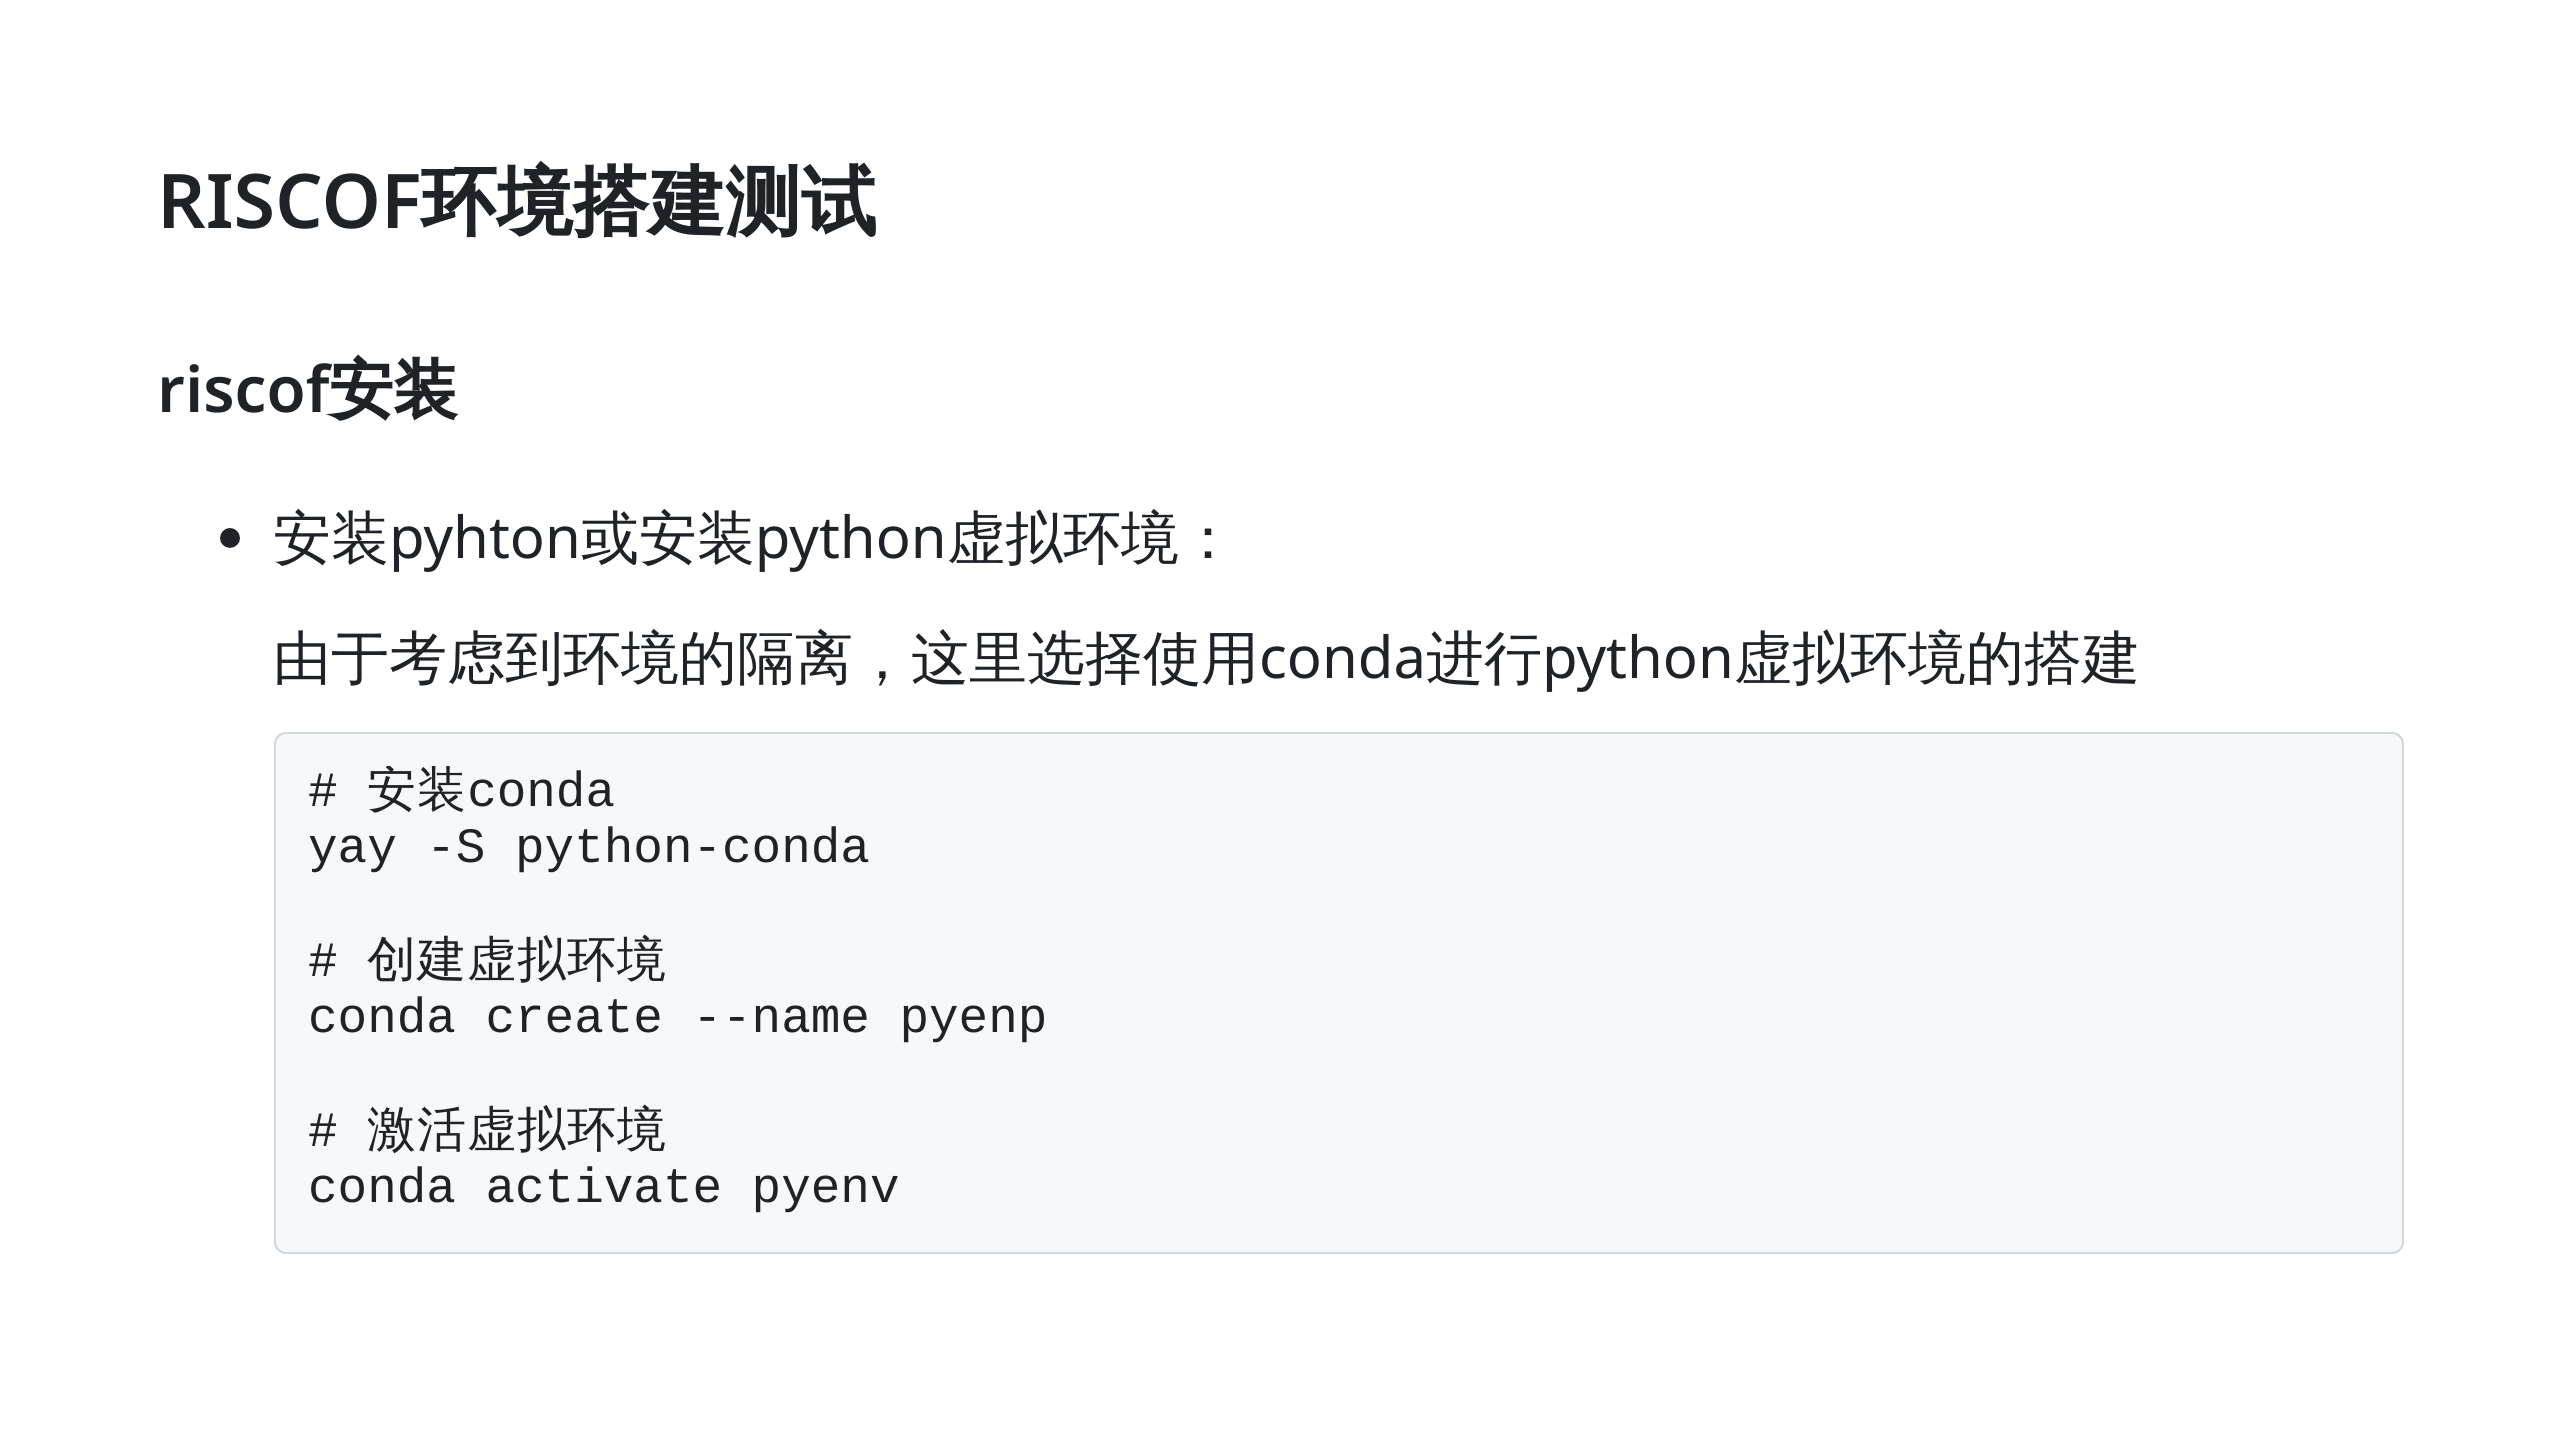 RISCOF环境搭建测试
riscof安装
安装pyhton或安装python虚拟环境：
由于考虑到环境的隔离，这里选择使用conda进行python虚拟环境的搭建
# 安装conda
yay -S python-conda
# 创建虚拟环境
conda create --name pyenp
# 激活虚拟环境
conda activate pyenv